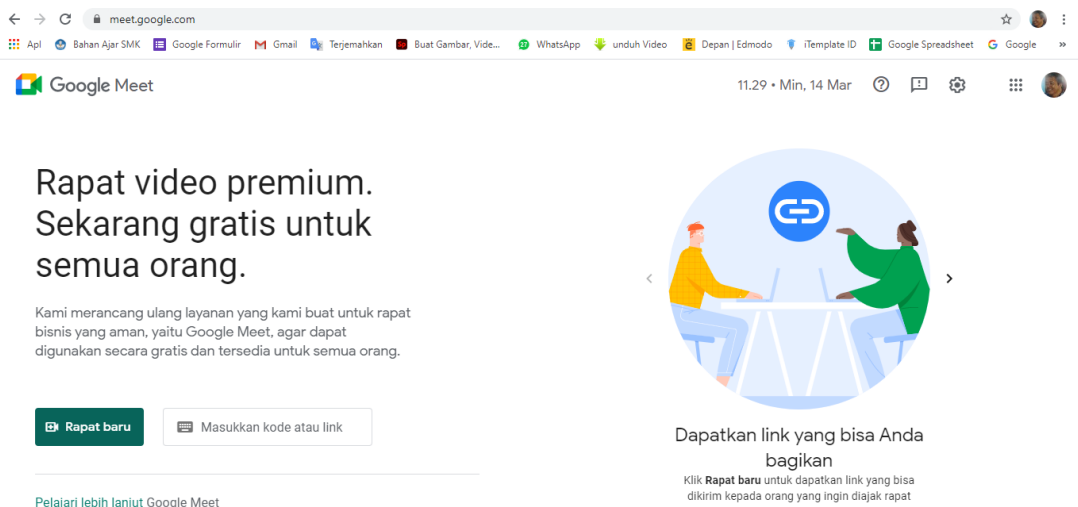 meet.google.com
Apl Bahan Ajar SMK Google Formulir Gmail Terjemahkan Buat Gambar, Vide... WhatsApp unduh Video Depan | Edmodo iTemplate ID Google Spreadsheet Google »
Google Meet 11.29 • Min, 14 Mar
Rapat video premium.
Sekarang gratis untuk
semua orang.
Kami merancang ulang layanan yang kami buat untuk rapat
bisnis yang aman, yaitu Google Meet, agar dapat
digunakan secara gratis dan tersedia untuk semua orang.
Rapat baru Masukkan kode atau link
Pelajari lebih lanjut Google Meet
Dapatkan link yang bisa Anda
bagikan
Klik Rapat baru untuk dapatkan link yang bisa
dikirim kepada orang yang ingin diajak rapat